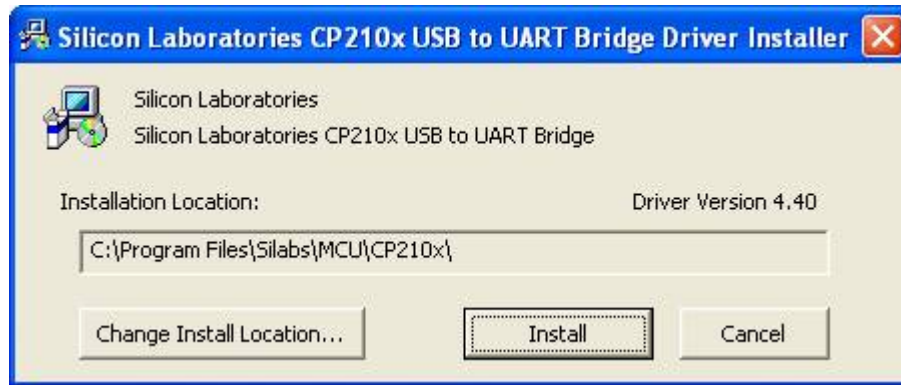 Silicon Laboratories CP210x USB to UART Bridge Driver Installer
Silicon Laboratories
Silicon Laboratories CP210x USB to UART Bridge
Installation Location: Driver Version 4.40
C:\Program Files\Silabs\MCU\CP210x\
Change Install Location... Install Cancel